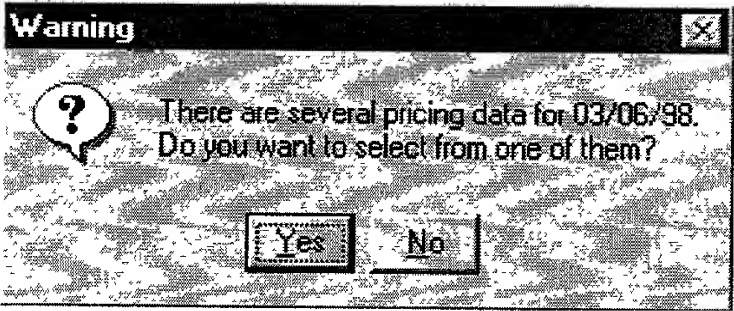 Warning
There are several pricing data for 03/06/98.
Do you want to select from one of them?
Yes No